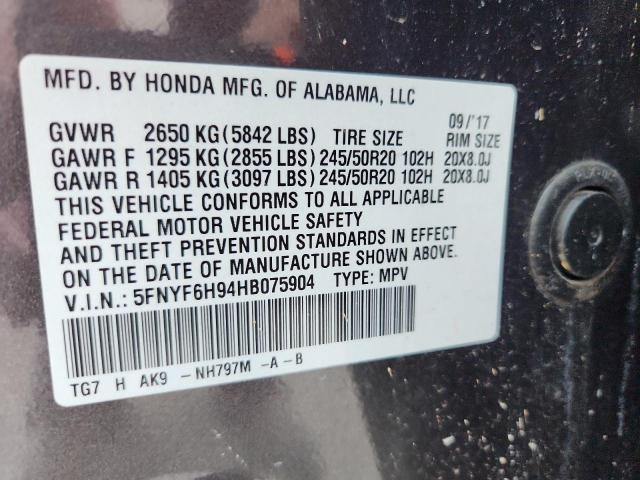 MFD. BY HONDA MFG. OF ALABAMA, LLC
09/'17
GVWR 2650 KG (5842 LBS) TIRE SIZE RIM SIZE
GAWR F 1295 KG (2855 LBS) 245/50R20 102H 20X8.0J
GAWR R 1405 KG (3097 LBS) 245/50R20 102H 20X8.0J
THIS VEHICLE CONFORMS TO ALL APPLICABLE
FEDERAL MOTOR VEHICLE SAFETY
AND THEFT PREVENTION STANDARDS IN EFFECT
ON THE DATE OF MANUFACTURE SHOWN ABOVE.
V.I.N.: 5FNYF6H94HB075904 TYPE: MPV
TG7 H AK9 -NH797M -A-B